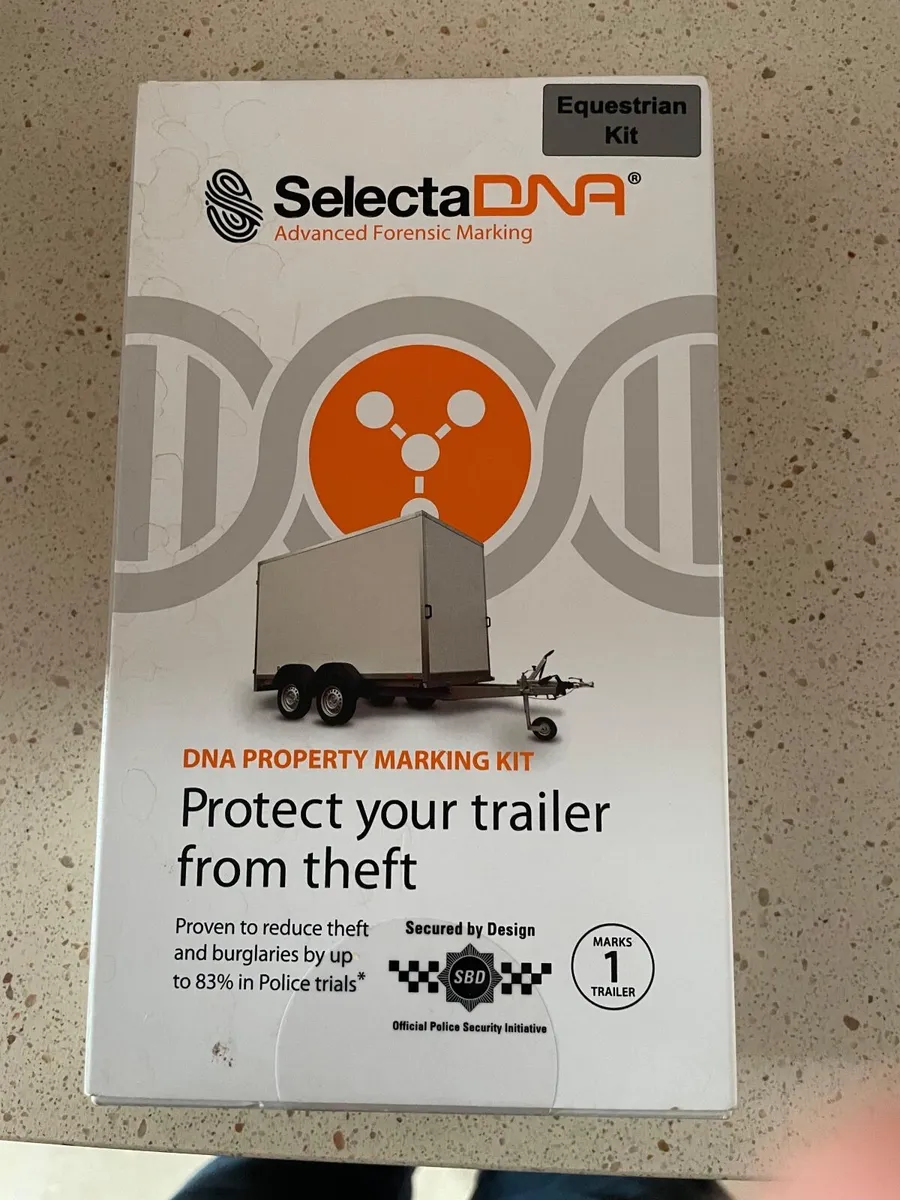 Equestrian
Kit
SelectaDNA®
Advanced Forensic Marking
DNA PROPERTY MARKING KIT
Protect your trailer
from theft
Proven to reduce theft
and burglaries by up
to 83% in Police trials*
Secured by Design
SBD
Official Police Security Initiative
MARKS
1
TRAILER